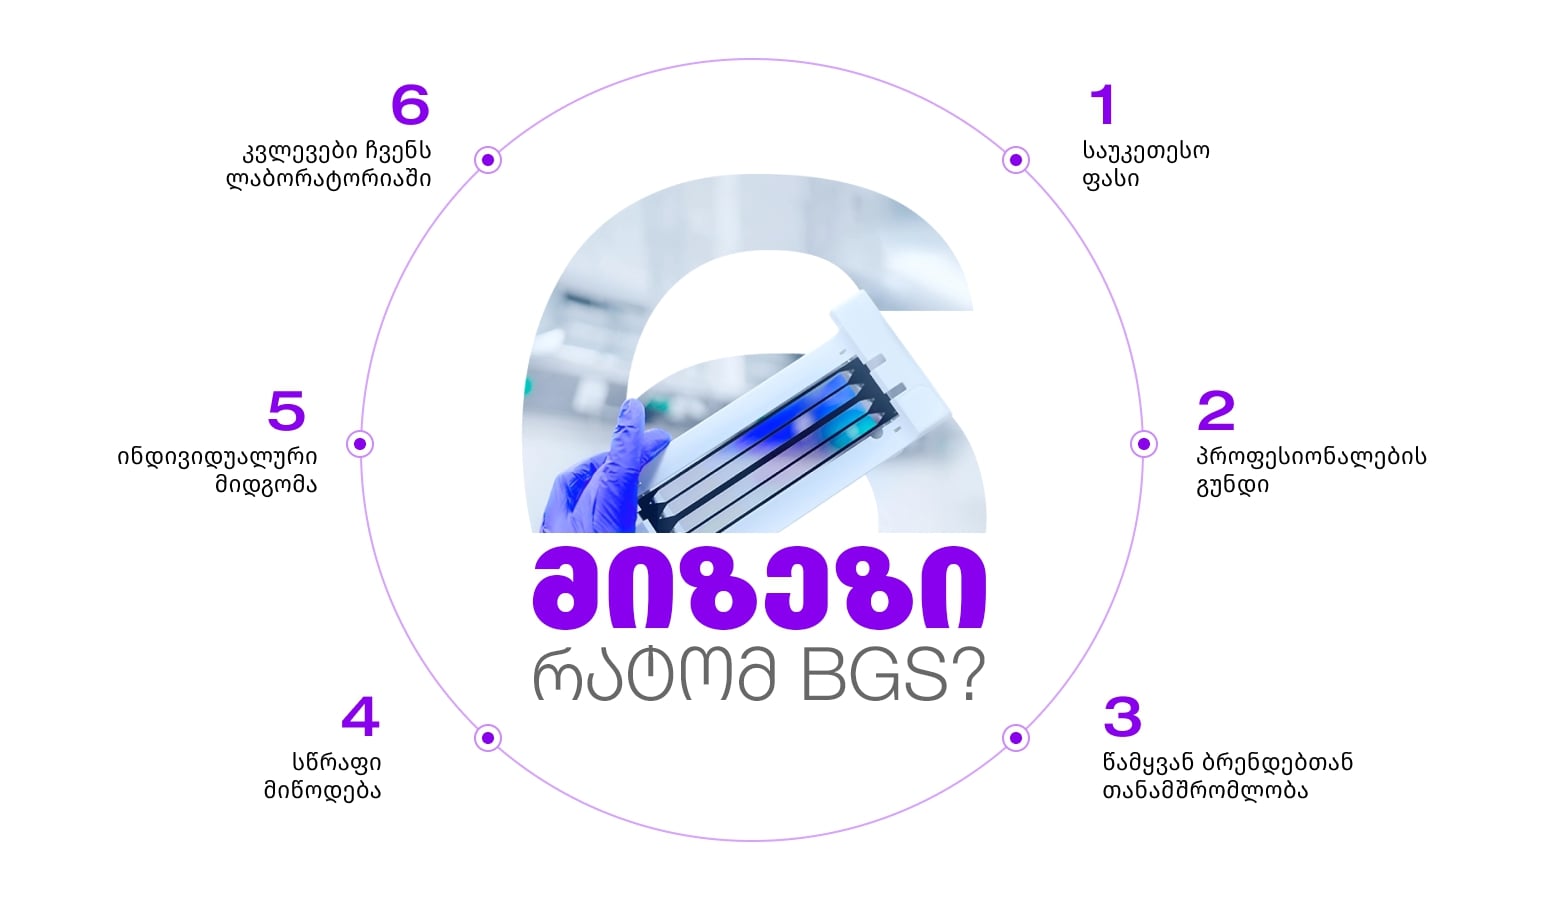 6
მიზეზი
რატომ BGS?
1
საუკეთესო
ფასი
2
პროფესიონალების
გუნდი
3
წამყვან ბრენდებთან
თანამშრომლობა
4
სწრაფი
მიწოდება
5
ინდივიდუალური
მიდგომა
6
კვლევები ჩვენს
ლაბორატორიაში